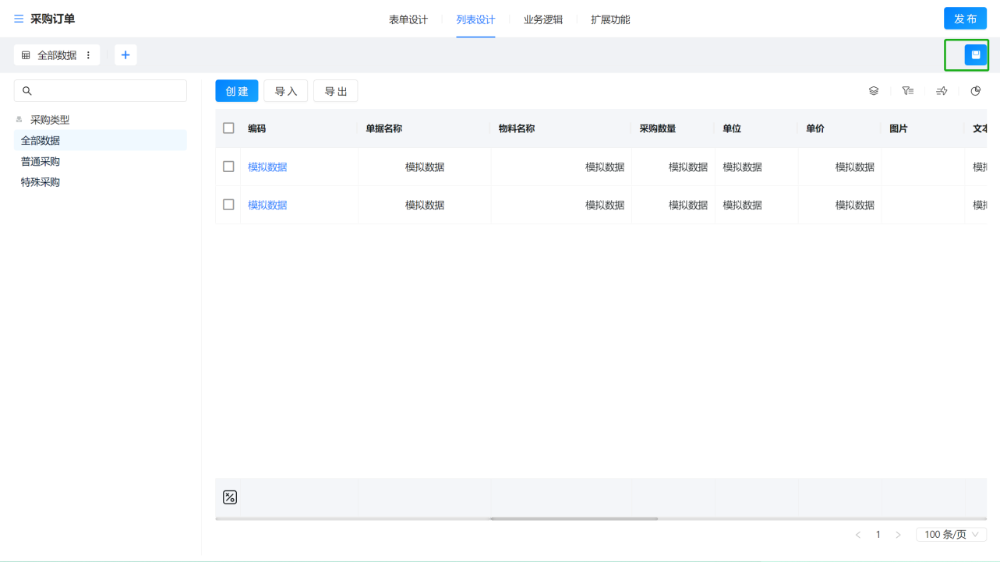 采购订单
表单设计 列表设计 业务逻辑 扩展功能 发布
全部数据
创建 导入 导出
采购类型
全部数据
普通采购
特殊采购
编码 单据名称 物料名称 采购数量 单位 单价 图片 文本
模拟数据 模拟数据 模拟数据 模拟数据 模拟数据 模拟数据
模拟数据 模拟数据 模拟数据 模拟数据 模拟数据 模拟数据
< 1 > 100 条/页